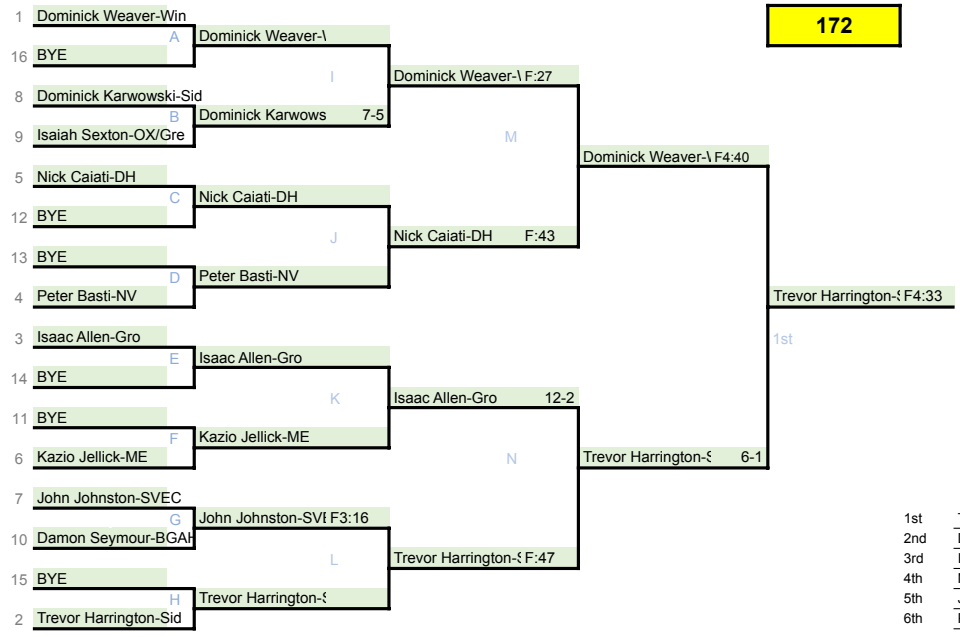 172
1 Dominick Weaver-Win
A
16 BYE
Dominick Weaver-
I
8 Dominick Karwowski-Sid
B
9 Isaiah Sexton-OX/Gre
Dominick Karwows 7-5
Dominick Weaver- F:27
M
5 Nick Caiati-DH
C
12 BYE
Nick Caiati-DH
J
13 BYE
D
4 Peter Basti-NV
Peter Basti-NV
Nick Caiati-DH F:43
Dominick Weaver- F4:40
3 Isaac Allen-Gro
E
14 BYE
Isaac Allen-Gro
K
11 BYE
F
6 Kazio Jellick-ME
Kazio Jellick-ME
Isaac Allen-Gro 12-2
N
7 John Johnston-SVEC
G
10 Damon Seymour-BGAH
John Johnston-SVE F3:16
L
15 BYE
H
2 Trevor Harrington-Sid
Trevor Harrington-S
Trevor Harrington-S F:47
Trevor Harrington-S 6-1
Trevor Harrington-S F4:33
1st
1st
2nd
3rd
4th
5th
6th